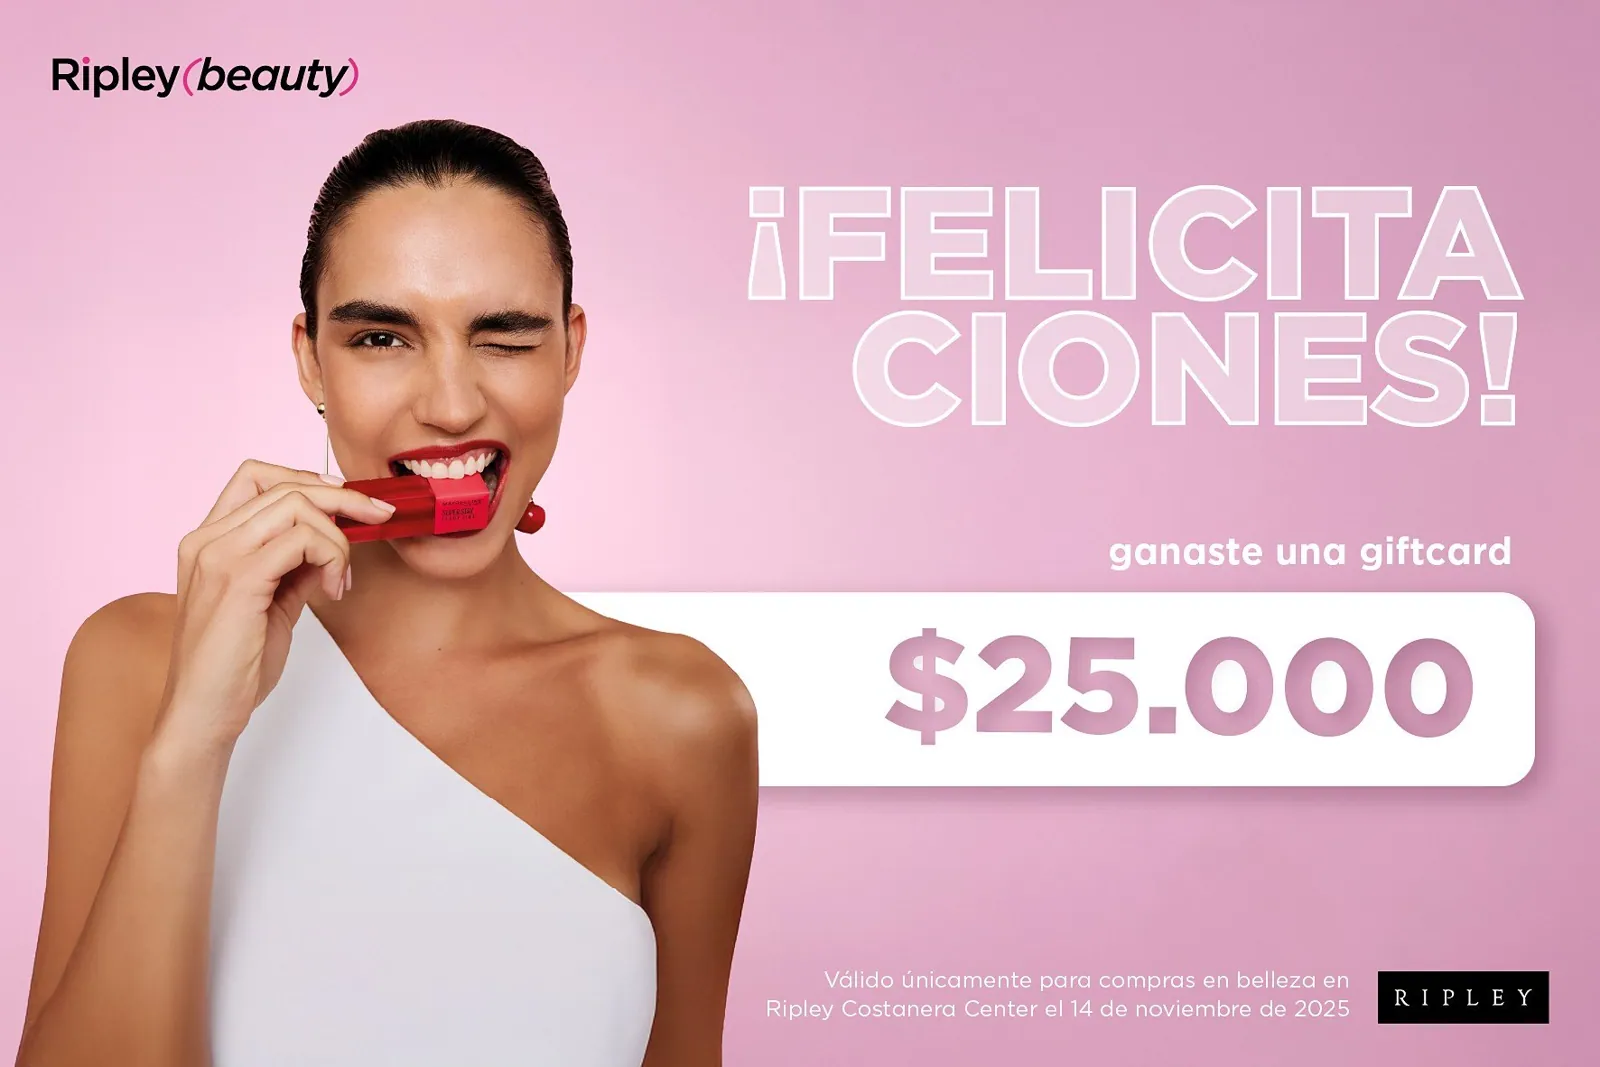 Ripley(beauty)
¡FELICITA
CIONES!
ganaste una giftcard
$25.000
Válido únicamente para compras en belleza en
Ripley Costanera Center el 14 de noviembre de 2025
RIPLEY